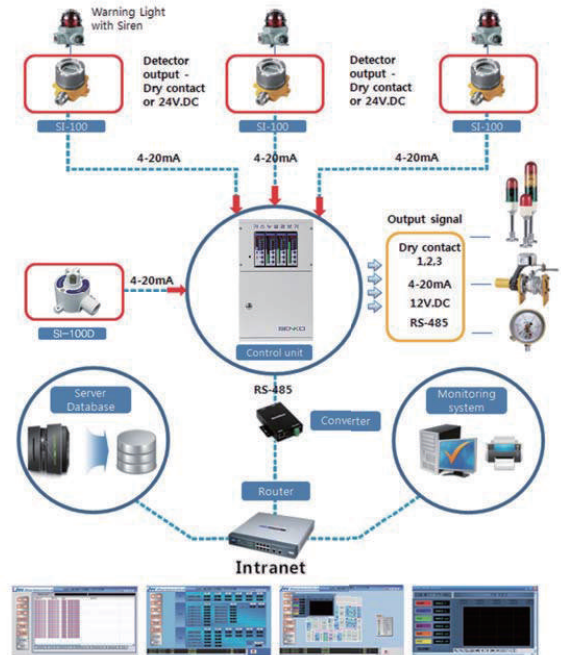 Warning Light
with Siren
Detector
output -
Dry contact
or 24V.DC
Detector
output -
Dry contact
or 24V.DC
SI-100
SI-100
SI-100
4-20mA
4-20mA
4-20mA
Output signal
Dry contact
1,2,3
4-20mA
12V.DC
RS-485
4-20mA
SI-100D
SENKO
Control unit
RS-485
Server
Database
Converter
Monitoring
system
Router
Intranet